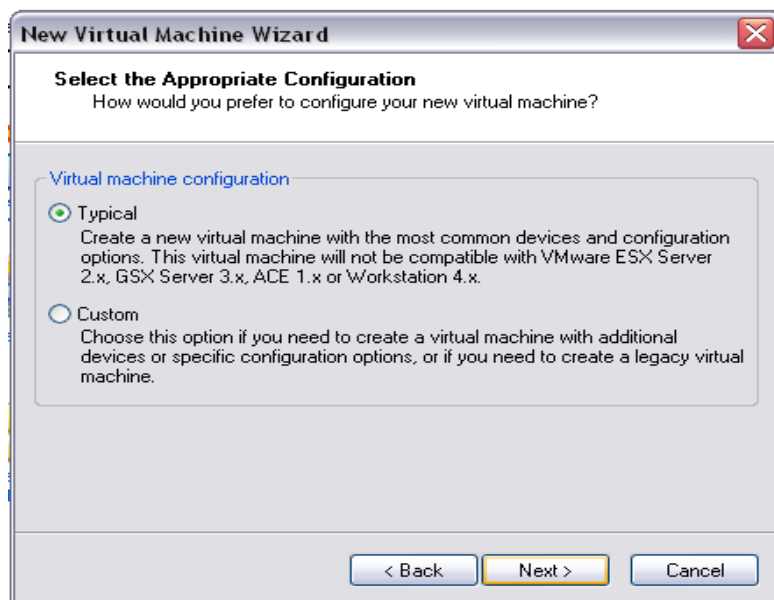 New Virtual Machine Wizard
Select the Appropriate Configuration
How would you prefer to configure your new virtual machine?
Virtual machine configuration
Typical
Create a new virtual machine with the most common devices and configuration
options. This virtual machine will not be compatible with VMware ESX Server
2.x, GSX Server 3.x, ACE 1.x or Workstation 4.x.
Custom
Choose this option if you need to create a virtual machine with additional
devices or specific configuration options, or if you need to create a legacy virtual
machine.
< Back Next > Cancel